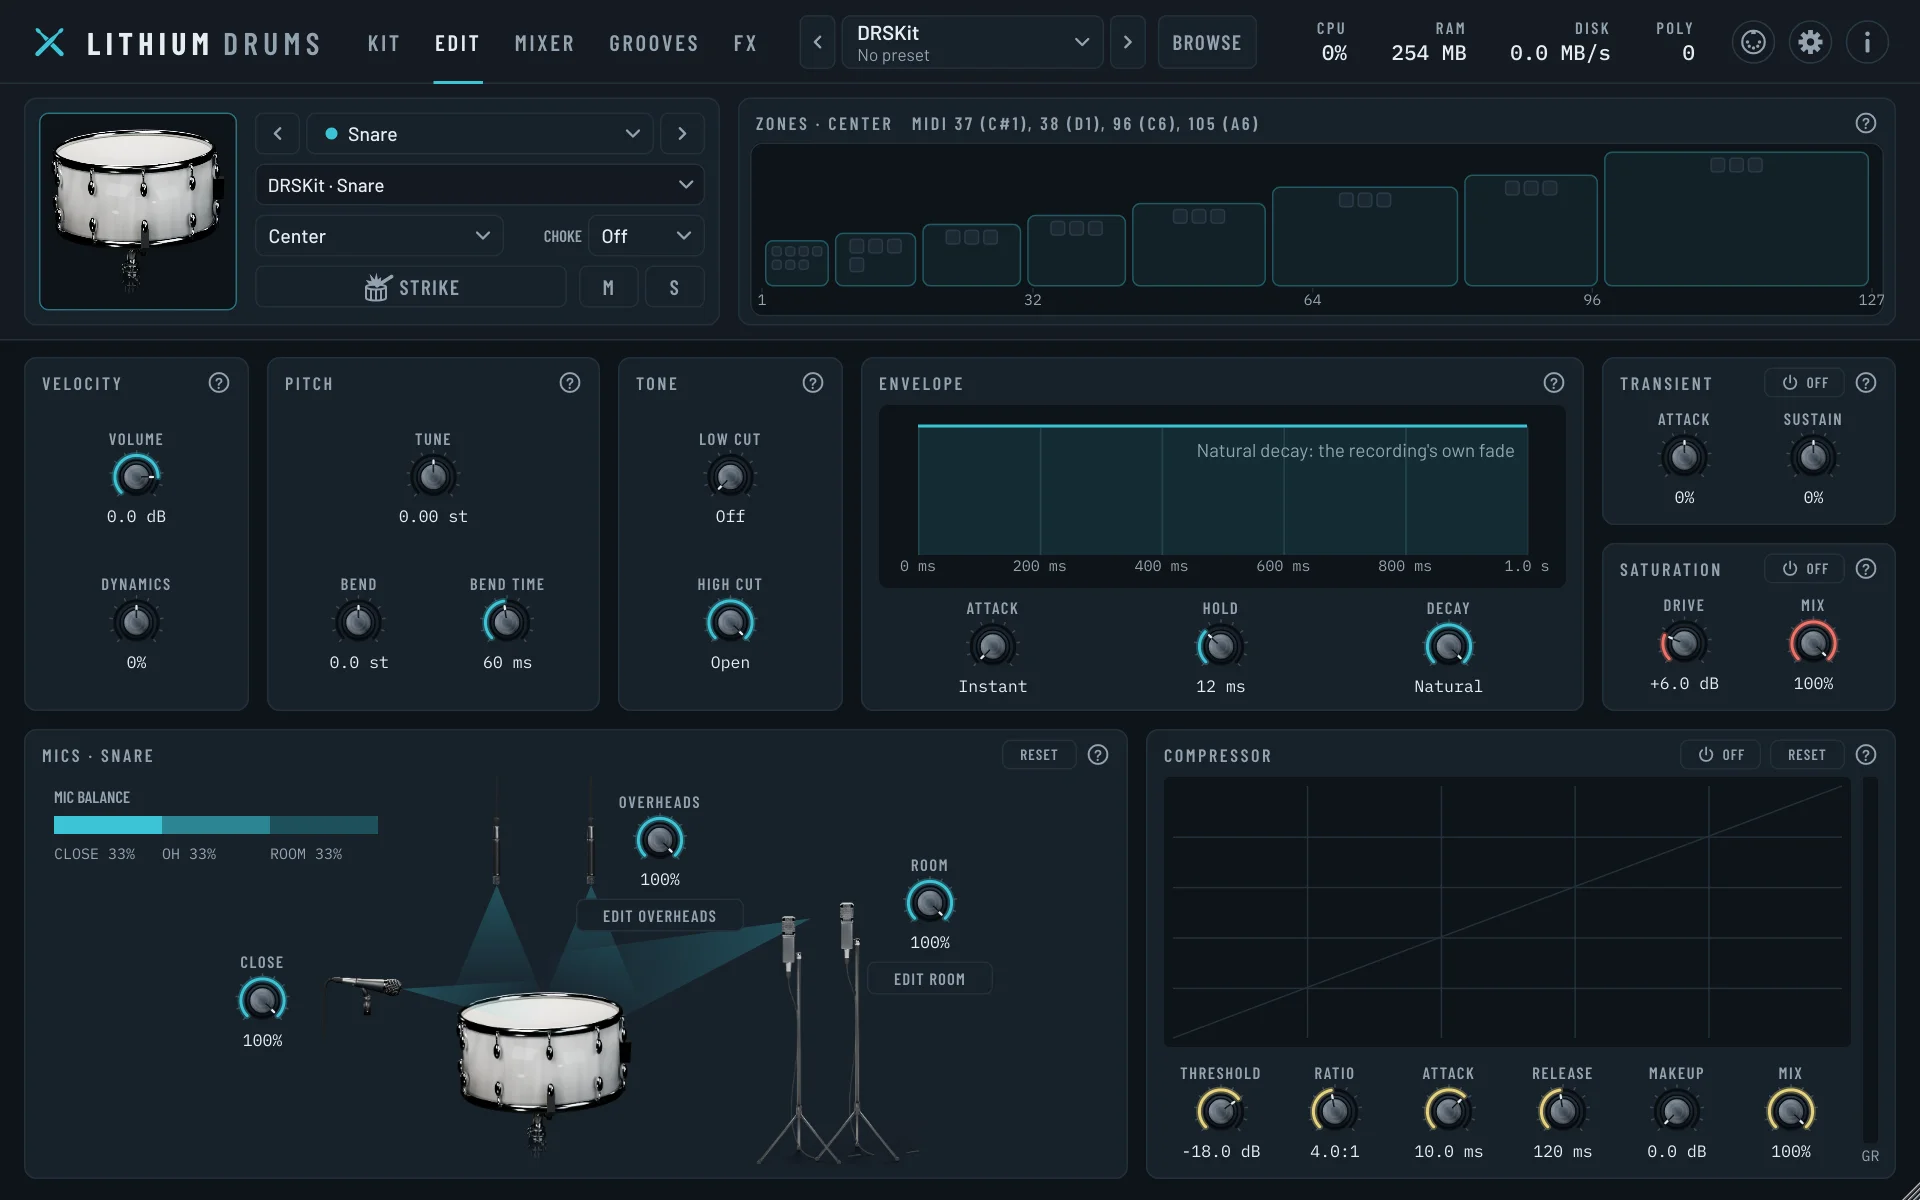 LITHIUM DRUMS KIT EDIT MIXER GROOVES FX
DRSKit
No preset
BROWSE
CPU
0%
RAM
254 MB
DISK
0.0 MB/s
POLY
0
Snare
DRSKit · Snare
Center CHOKE Off
STRIKE M S
ZONES · CENTER MIDI 37 (C#1), 38 (D1), 96 (C6), 105 (A6)
1 32 64 96 127
VELOCITY
VOLUME
0.0 dB
DYNAMICS
0%
PITCH
TUNE
0.00 st
BEND BEND TIME
0.0 st 60 ms
TONE
LOW CUT
Off
HIGH CUT
Open
ENVELOPE
Natural decay: the recording's own fade
0 ms 200 ms 400 ms 600 ms 800 ms 1.0 s
ATTACK HOLD DECAY
Instant 12 ms Natural
TRANSIENT OFF
ATTACK SUSTAIN
0% 0%
SATURATION OFF
DRIVE MIX
+6.0 dB 100%
MICS · SNARE RESET
MIC BALANCE
CLOSE 33% OH 33% ROOM 33%
OVERHEADS
100%
EDIT OVERHEADS
ROOM
100%
EDIT ROOM
CLOSE
100%
COMPRESSOR OFF RESET
THRESHOLD RATIO ATTACK RELEASE MAKEUP MIX
-18.0 dB 4.0:1 10.0 ms 120 ms 0.0 dB 100%
GR